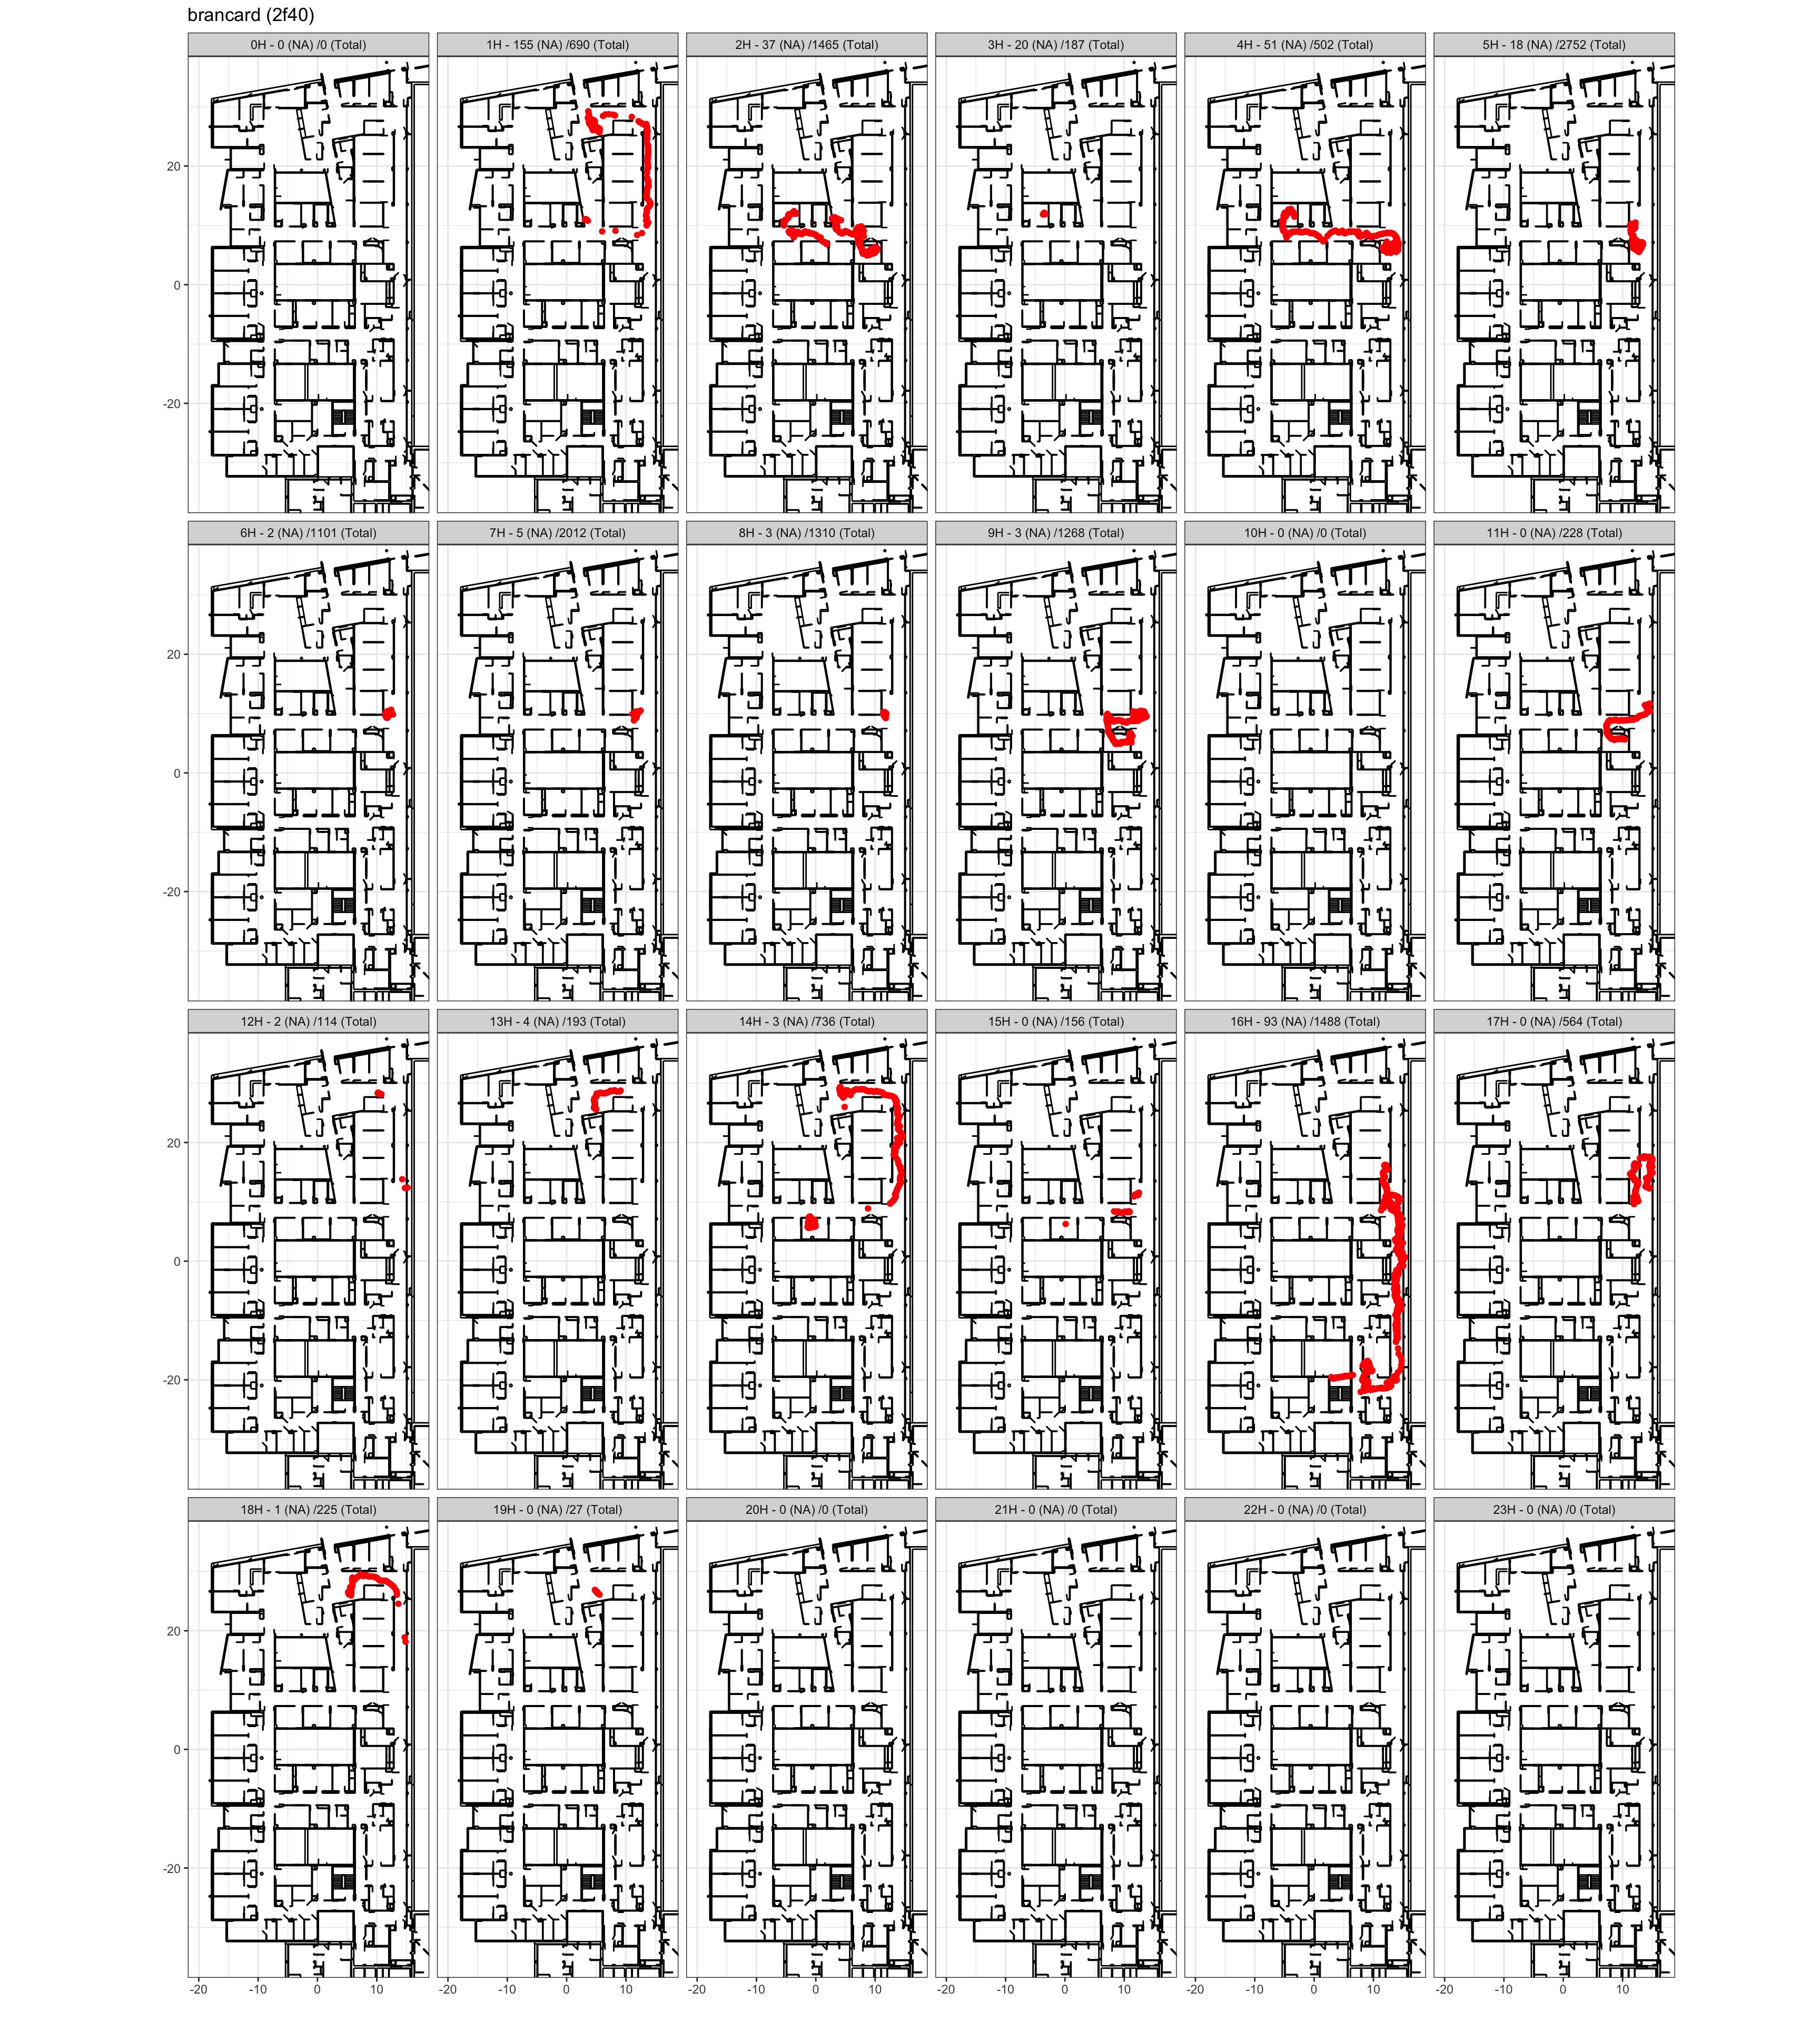 brancard (2f40)
0H - 0 (NA) /0 (Total)
1H - 155 (NA) /690 (Total)
2H - 37 (NA) /1465 (Total)
3H - 20 (NA) /187 (Total)
4H - 51 (NA) /502 (Total)
5H - 18 (NA) /2752 (Total)
20
0
-20
6H - 2 (NA) /1101 (Total)
7H - 5 (NA) /2012 (Total)
8H - 3 (NA) /1310 (Total)
9H - 3 (NA) /1268 (Total)
10H - 0 (NA) /0 (Total)
11H - 0 (NA) /228 (Total)
20
0
-20
12H - 2 (NA) /114 (Total)
13H - 4 (NA) /193 (Total)
14H - 3 (NA) /736 (Total)
15H - 0 (NA) /156 (Total)
16H - 93 (NA) /1488 (Total)
17H - 0 (NA) /564 (Total)
20
0
-20
18H - 1 (NA) /225 (Total)
19H - 0 (NA) /27 (Total)
20H - 0 (NA) /0 (Total)
21H - 0 (NA) /0 (Total)
22H - 0 (NA) /0 (Total)
23H - 0 (NA) /0 (Total)
20
0
-20
-20 -10 0 10 -20 -10 0 10 -20 -10 0 10 -20 -10 0 10 -20 -10 0 10 -20 -10 0 10